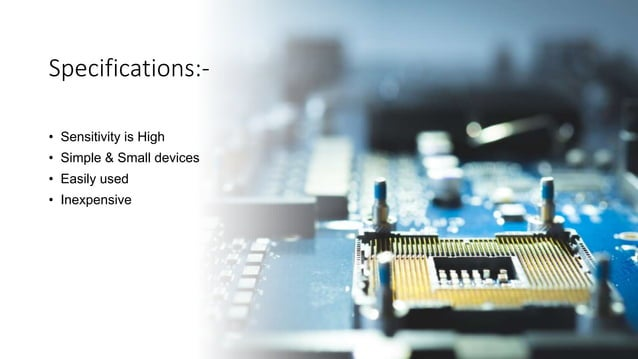 Specifications:-
• Sensitivity is High
• Simple & Small devices
• Easily used
• Inexpensive